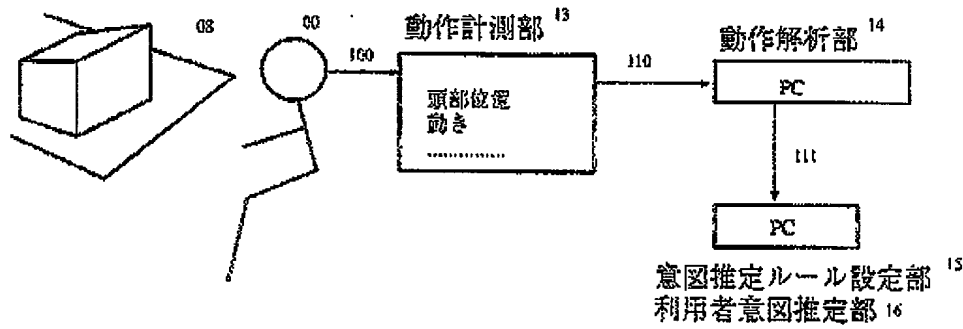 80
00
100
動作計測部 13
頭部位置
動き
110
動作解析部 14
PC
111
PC
意図推定ルール設定部 15
利用者意図推定部 16